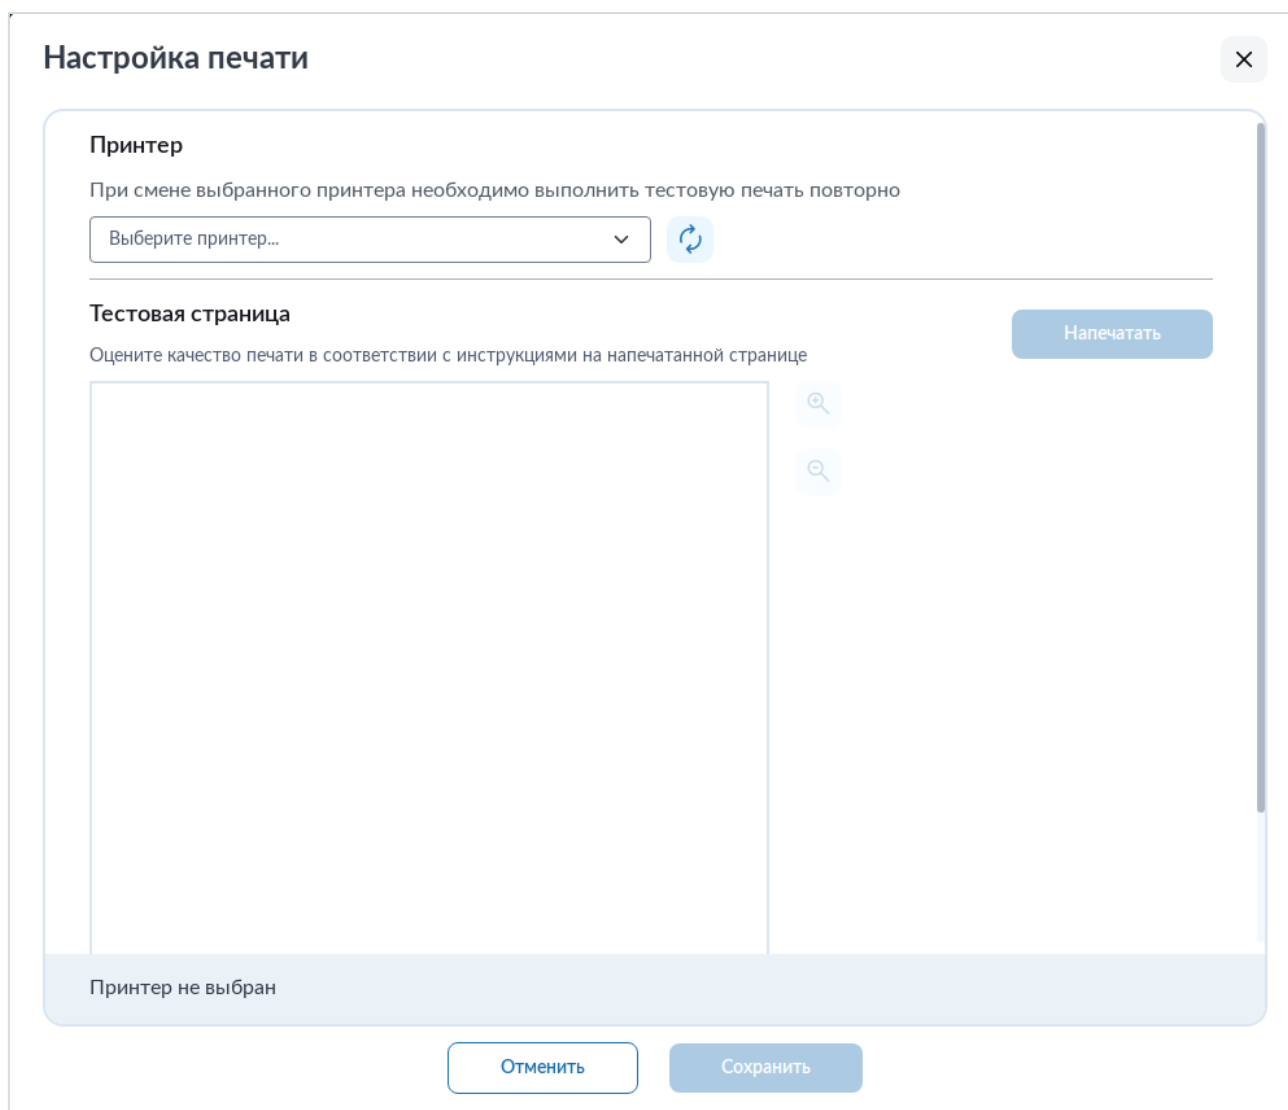 Настройка печати
Принтер
При смене выбранного принтера необходимо выполнить тестовую печать повторно
Выберите принтер...
Тестовая страница
Напечатать
Оцените качество печати в соответствии с инструкциями на напечатанной странице
Принтер не выбран
Отменить
Сохранить